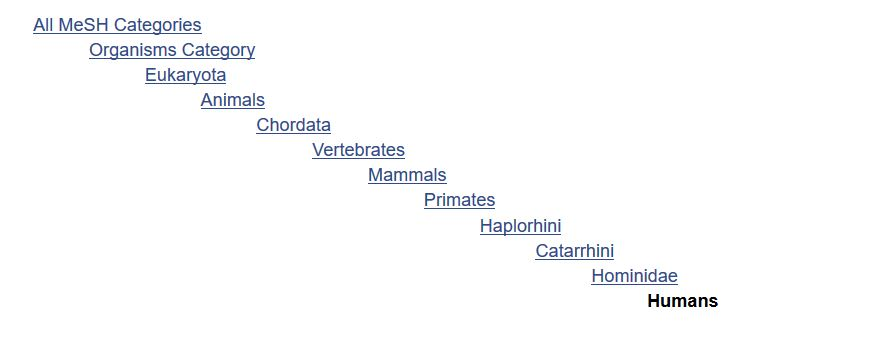 All MeSH Categories
Organisms Category
Eukaryota
Animals
Chordata
Vertebrates
Mammals
Primates
Haplorhini
Catarrhini
Hominidae
Humans